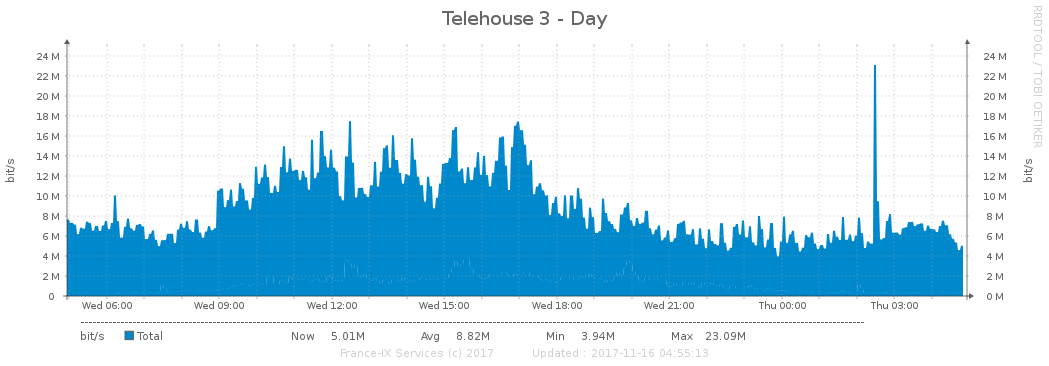 Telehouse 3 - Day
RRDTOOL / TOBI OETIKER
bit/s
24 M
22 M
20 M
18 M
16 M
14 M
12 M
10 M
8 M
6 M
4 M
2 M
0
24 M
22 M
20 M
18 M
16 M
14 M
12 M
10 M
8 M
6 M
4 M
2 M
0 M
bit/s
Wed 06:00 Wed 09:00 Wed 12:00 Wed 15:00 Wed 18:00 Wed 21:00 Thu 00:00 Thu 03:00
bit/s Total Now 5.01M Avg 8.82M Min 3.94M Max 23.09M
France-IX Services (c) 2017 Updated : 2017-11-16 04:55:13